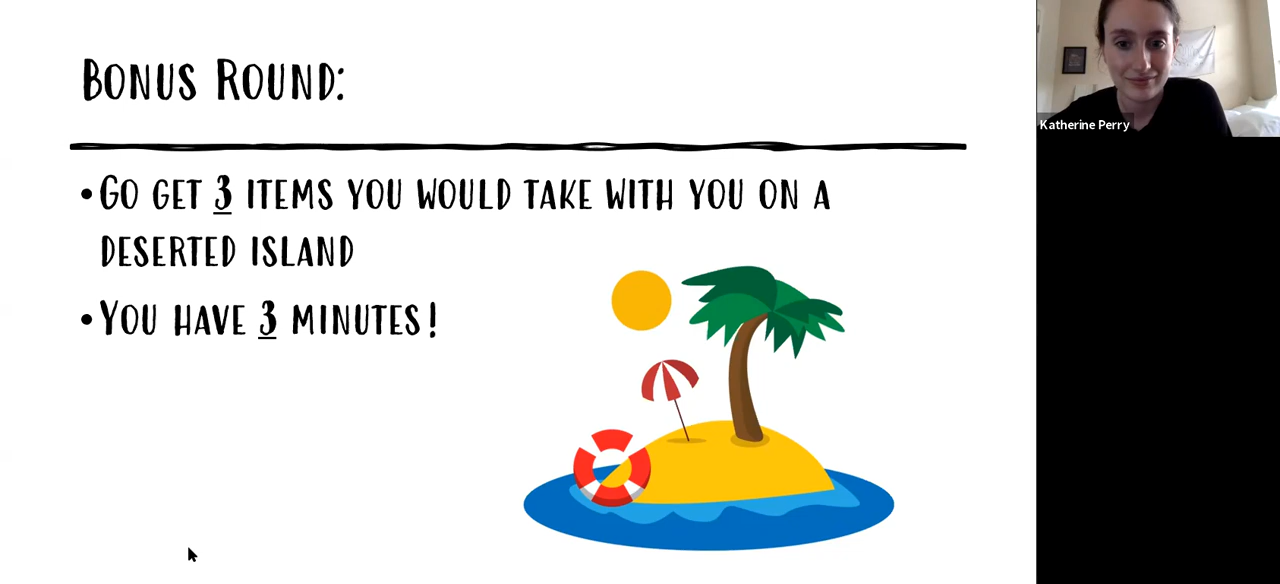 Bonus Round:
• Go get 3 items you would take with you on a
deserted island
• You have 3 minutes!
Katherine Perry